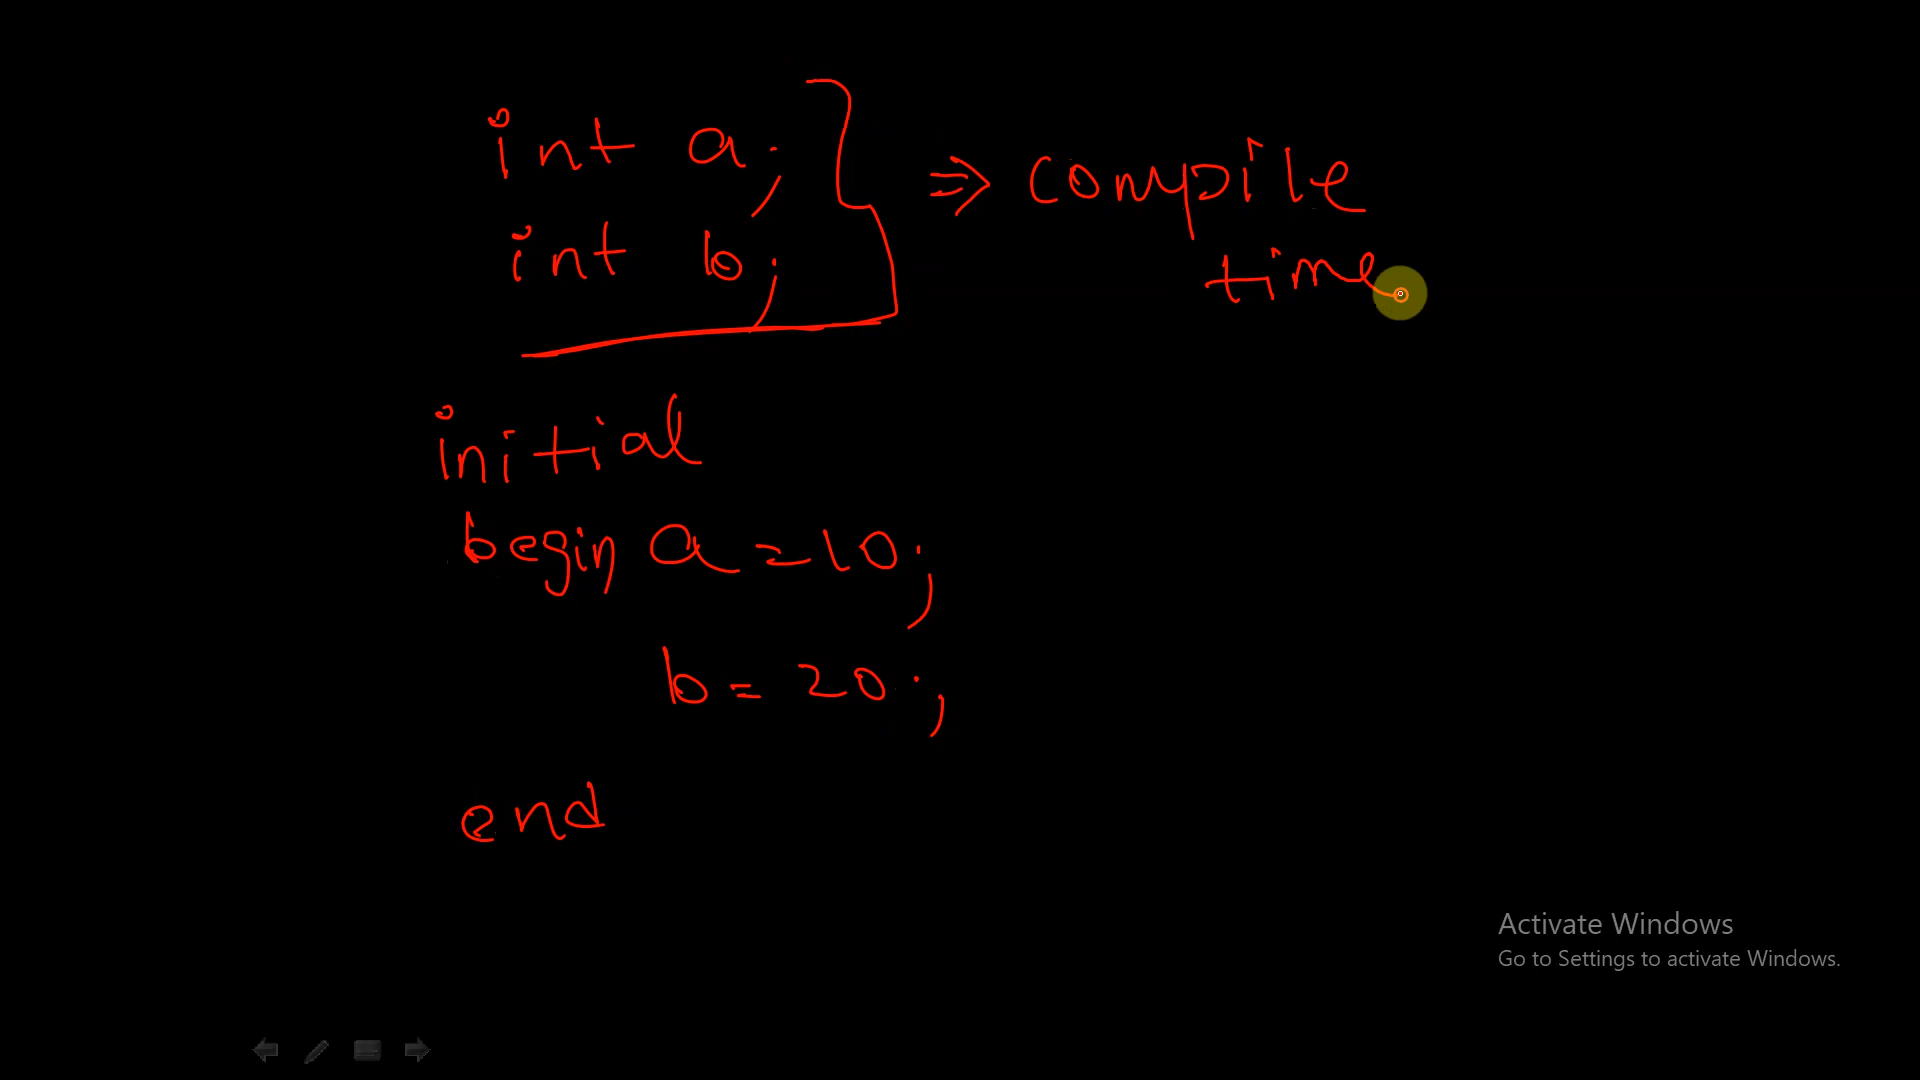 int a;
int b;
⇒ compile
time
initial
begin a = 10;
b = 20;
end
Activate Windows
Go to Settings to activate Windows.